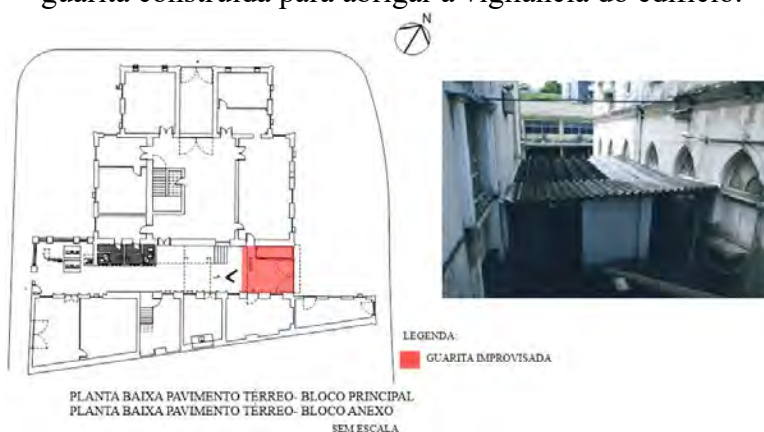 guarita construída para abrigar a vigilância do edifício.
N
LEGENDA:
GUARITA IMPROVISADA
PLANTA BAIXA PAVIMENTO TÉRREO- BLOCO PRINCIPAL
PLANTA BAIXA PAVIMENTO TÉRREO- BLOCO ANEXO
SEM ESCALA